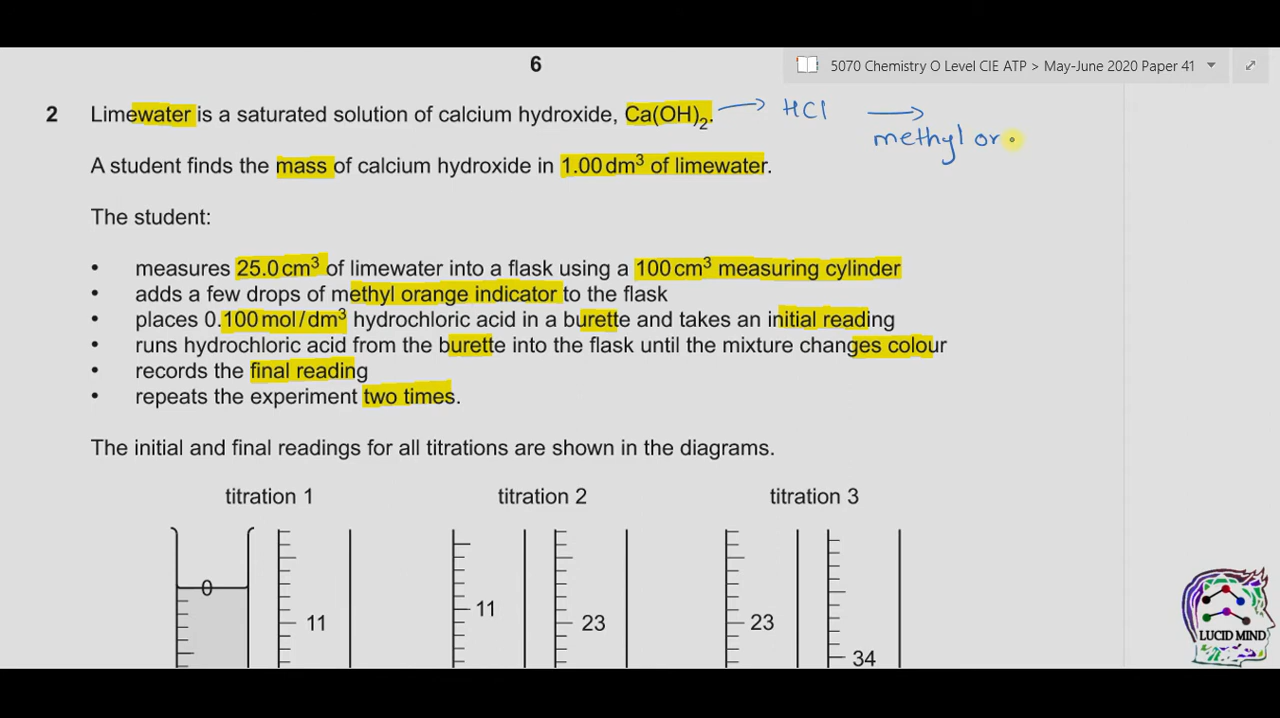 6
5070 Chemistry O Level CIE ATP > May-June 2020 Paper 41
2 Limewater is a saturated solution of calcium hydroxide, Ca(OH)₂. → HCl →
methyl or
A student finds the mass of calcium hydroxide in 1.00 dm³ of limewater.
The student:
• measures 25.0 cm³ of limewater into a flask using a 100 cm³ measuring cylinder
• adds a few drops of methyl orange indicator to the flask
• places 0.100 mol/dm³ hydrochloric acid in a burette and takes an initial reading
• runs hydrochloric acid from the burette into the flask until the mixture changes colour
• records the final reading
• repeats the experiment two times.
The initial and final readings for all titrations are shown in the diagrams.
titration 1 titration 2 titration 3
0
11 11 23 23
34
LUCID MIND